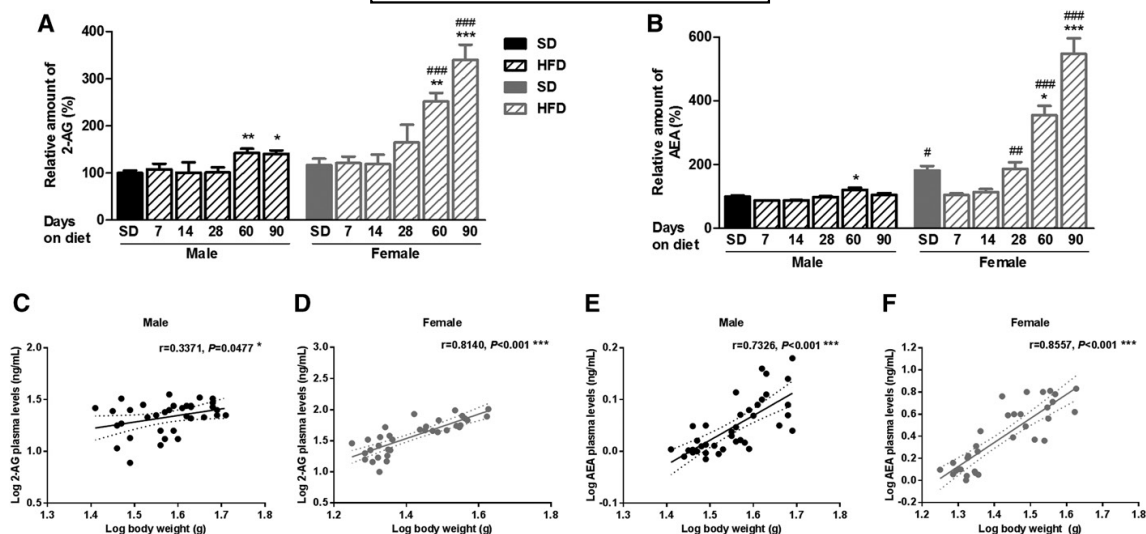 A
Relative amount of
2-AG (%)
400
300
200
100
0
###
***
###
**
**
*
SD
HFD
SD
HFD
Days
on diet
SD 7 14 28 60 90 SD 7 14 28 60 90
Male Female
B
Relative amount of
AEA (%)
600
400
200
0
###
***
###
*
##
#
*
Days
on diet
SD 7 14 28 60 90 SD 7 14 28 60 90
Male Female
C
Male
r=0.3371, P=0.0477 *
Log 2-AG plasma levels (ng/mL)
2.0
1.5
1.0
0.5
1.3 1.4 1.5 1.6 1.7 1.8
Log body weight (g)
D
Female
r=0.8140, P<0.001 ***
Log 2-AG plasma levels (ng/mL)
3.0
2.5
2.0
1.5
1.0
0.5
1.2 1.4 1.6 1.8
Log body weight (g)
E
Male
r=0.7326, P<0.001 ***
Log AEA plasma levels (ng/mL)
0.2
0.1
0.0
-0.1
1.3 1.4 1.5 1.6 1.7 1.8
Log body weight (g)
F
Female
r=0.8557, P<0.001 ***
Log AEA plasma levels (ng/mL)
1.2
1.0
0.8
0.6
0.4
0.2
0.0
-0.2
1.2 1.3 1.4 1.5 1.6 1.7 1.8
Log body weight (g)